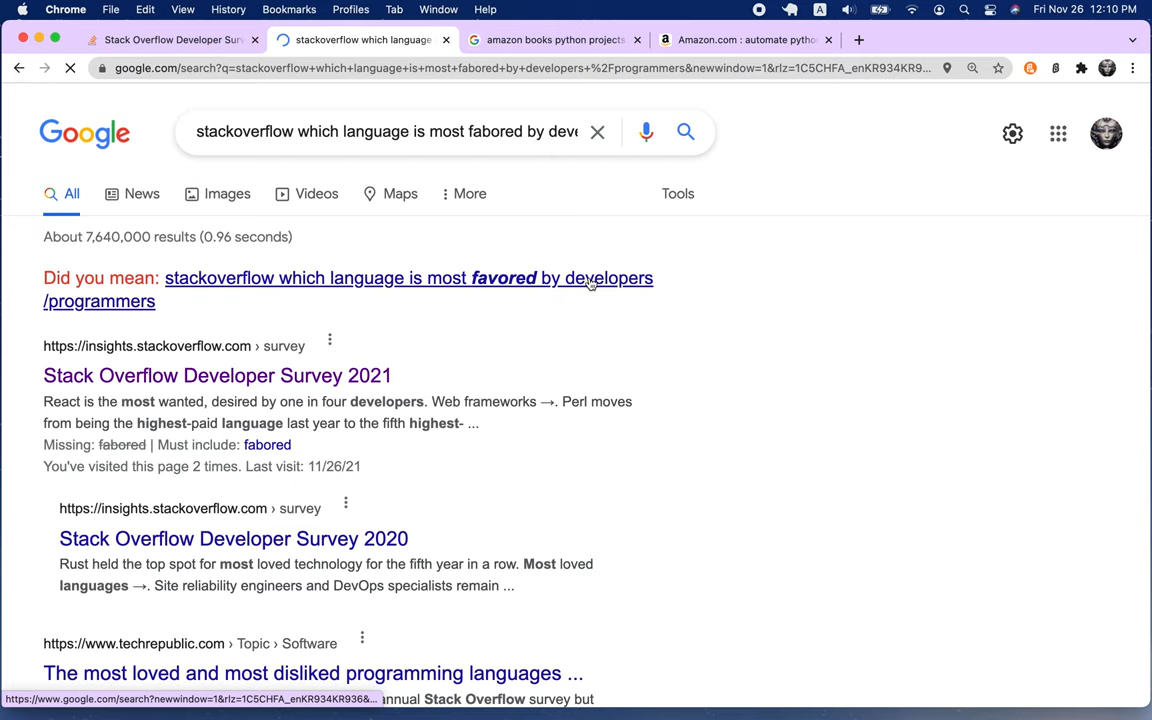 Chrome File Edit View History Bookmarks Profiles Tab Window Help A Fri Nov 26 12:10 PM
Stack Overflow Developer Sur stackoverflow which language amazon books python projects Amazon.com : automate pytho
google.com/search?q=stackoverflow+which+language+is+most+fabored+by+developers+%2Fprogrammers&newwindow=1&rlz=1C5CHFA_enKR934KR9...
Google stackoverflow which language is most fabored by deve
All News Images Videos Maps More Tools
About 7,640,000 results (0.96 seconds)
Did you mean: stackoverflow which language is most favored by developers
/programmers
https://insights.stackoverflow.com › survey
Stack Overflow Developer Survey 2021
React is the most wanted, desired by one in four developers. Web frameworks →. Perl moves
from being the highest-paid language last year to the fifth highest- ...
Missing: fabored | Must include: fabored
You've visited this page 2 times. Last visit: 11/26/21
https://insights.stackoverflow.com › survey
Stack Overflow Developer Survey 2020
Rust held the top spot for most loved technology for the fifth year in a row. Most loved
languages →. Site reliability engineers and DevOps specialists remain ...
https://www.techrepublic.com › Topic › Software
The most loved and most disliked programming languages ...
https://www.google.com/search?newwindow=1&rlz=1C5CHFA_enKR934KR936&... annual Stack Overflow survey but